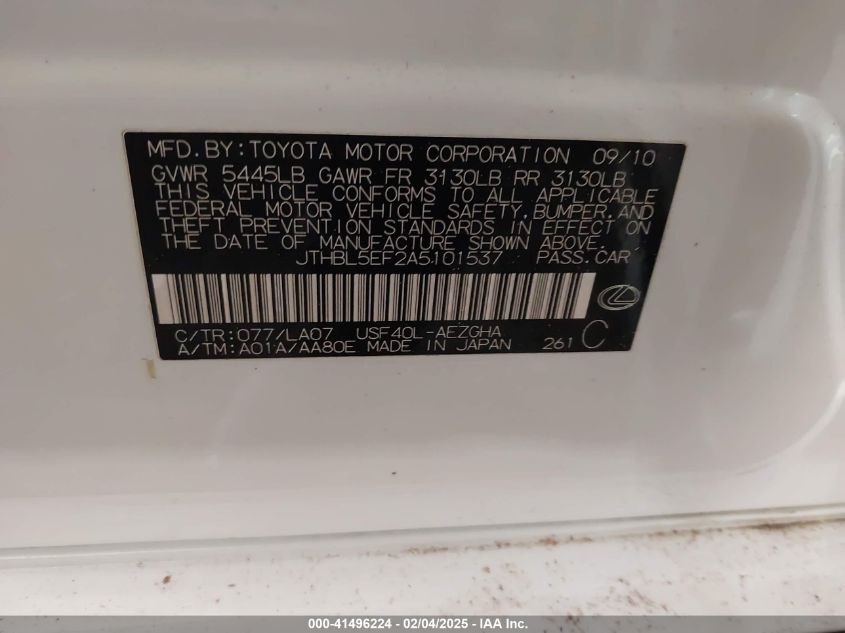 MFD.BY:TOYOTA MOTOR CORPORATION 09/10
GVWR 5445LB GAWR FR 3130LB RR 3130LB
THIS VEHICLE CONFORMS TO ALL APPLICABLE
FEDERAL MOTOR VEHICLE SAFETY,BUMPER,AND
THEFT PREVENTION STANDARDS IN EFFECT ON
THE DATE OF MANUFACTURE SHOWN ABOVE.
JTHBL5EF2A5101537 PASS.CAR
C/TR:077/LA07 USF40L-AEZGHA
A/TM:A01A/AA80E MADE IN JAPAN 261 C
000-41496224 - 02/04/2025 - IAA Inc.